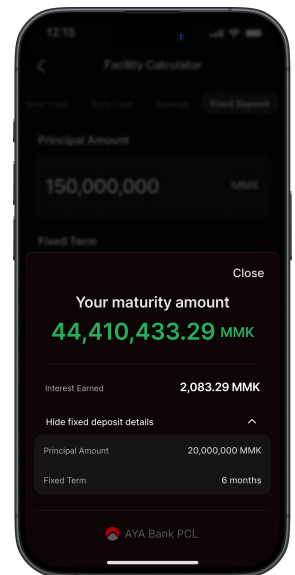 12:15
Facility Calculator
Home Loan Auto Loan Savings Fixed Deposit
Principal Amount
150,000,000 MMK
Fixed Term
Close
Your maturity amount
44,410,433.29 MMK
Interest Earned 2,083.29 MMK
Hide fixed deposit details
Principal Amount 20,000,000 MMK
Fixed Term 6 months
AYA Bank PCL